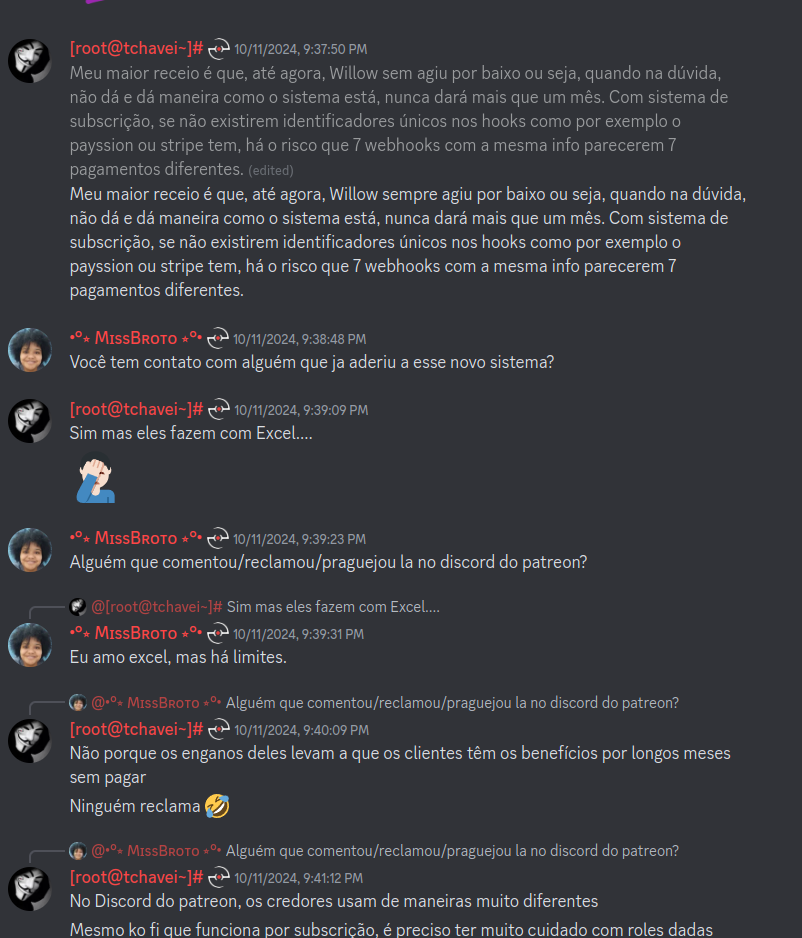 [root@tchavei~]# 10/11/2024, 9:37:50 PM
Meu maior receio é que, até agora, Willow sem agiu por baixo ou seja, quando na dúvida,
não dá e dá maneira como o sistema está, nunca dará mais que um mês. Com sistema de
subscrição, se não existirem identificadores únicos nos hooks como por exemplo o
payssion ou stripe tem, há o risco que 7 webhooks com a mesma info parecerem 7
pagamentos diferentes. (edited)
Meu maior receio é que, até agora, Willow sempre agiu por baixo ou seja, quando na dúvida,
não dá e dá maneira como o sistema está, nunca dará mais que um mês. Com sistema de
subscrição, se não existirem identificadores únicos nos hooks como por exemplo o
payssion ou stripe tem, há o risco que 7 webhooks com a mesma info parecerem 7
pagamentos diferentes.
•°⋆ MɪssBʀᴏᴛᴏ ⋆°• 10/11/2024, 9:38:48 PM
Você tem contato com alguém que ja aderiu a esse novo sistema?
[root@tchavei~]# 10/11/2024, 9:39:09 PM
Sim mas eles fazem com Excel....
•°⋆ MɪssBʀᴏᴛᴏ ⋆°• 10/11/2024, 9:39:23 PM
Alguém que comentou/reclamou/praguejou la no discord do patreon?
@[root@tchavei~]# Sim mas eles fazem com Excel....
•°⋆ MɪssBʀᴏᴛᴏ ⋆°• 10/11/2024, 9:39:31 PM
Eu amo excel, mas há limites.
@•°⋆ MɪssBʀᴏᴛᴏ ⋆°• Alguém que comentou/reclamou/praguejou la no discord do patreon?
[root@tchavei~]# 10/11/2024, 9:40:09 PM
Não porque os enganos deles levam a que os clientes têm os benefícios por longos meses
sem pagar
Ninguém reclama 🤣
@•°⋆ MɪssBʀᴏᴛᴏ ⋆°• Alguém que comentou/reclamou/praguejou la no discord do patreon?
[root@tchavei~]# 10/11/2024, 9:41:12 PM
No Discord do patreon, os credores usam de maneiras muito diferentes
Mesmo ko fi que funciona por subscrição, é preciso ter muito cuidado com roles dadas